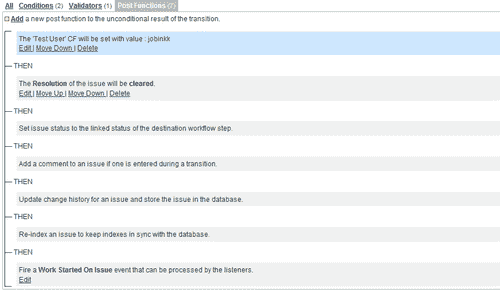 All Conditions (2) Validators (1) Post Functions (7)
Add a new post function to the unconditional result of the transition.
The 'Test User' CF will be set with value : jobinkk
Edit | Move Down | Delete
THEN
The Resolution of the issue will be cleared.
Edit | Move Up | Move Down | Delete
THEN
Set issue status to the linked status of the destination workflow step.
THEN
Add a comment to an issue if one is entered during a transition.
THEN
Update change history for an issue and store the issue in the database.
THEN
Re-index an issue to keep indexes in sync with the database.
THEN
Fire a Work Started On Issue event that can be processed by the listeners.
Edit